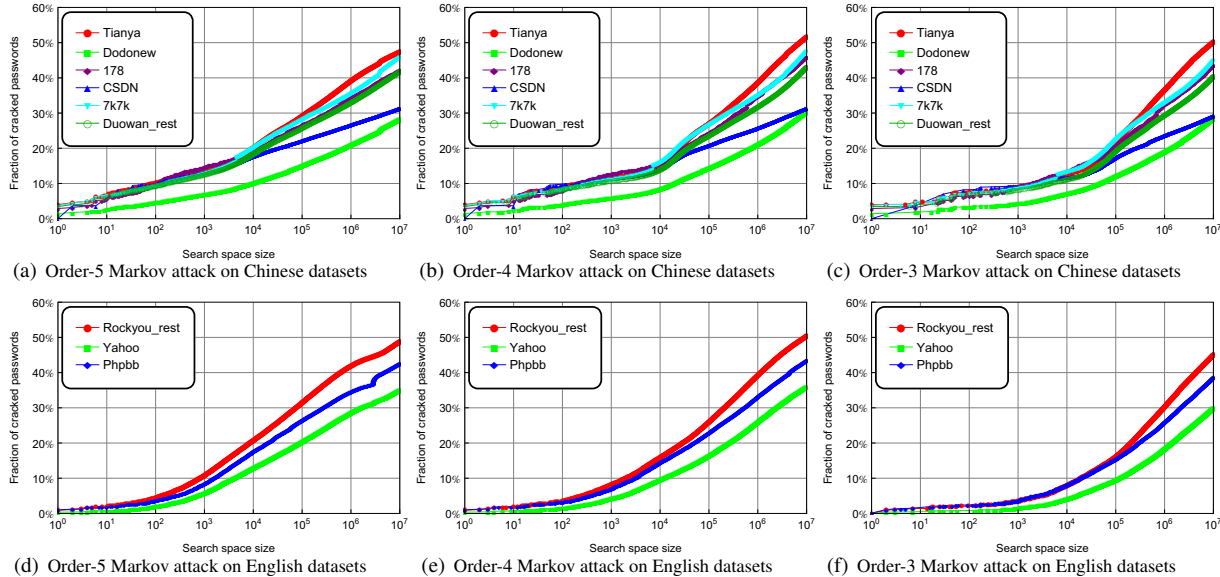 Fraction of cracked passwords
60%
50%
40%
30%
20%
10%
0%
Tianya
Dodonew
178
CSDN
7k7k
Duowan_rest
10^0 10^1 10^2 10^3 10^4 10^5 10^6 10^7
Search space size
(a) Order-5 Markov attack on Chinese datasets
Fraction of cracked passwords
60%
50%
40%
30%
20%
10%
0%
Tianya
Dodonew
178
CSDN
7k7k
Duowan_rest
10^0 10^1 10^2 10^3 10^4 10^5 10^6 10^7
Search space size
(b) Order-4 Markov attack on Chinese datasets
Fraction of cracked passwords
60%
50%
40%
30%
20%
10%
0%
Tianya
Dodonew
178
CSDN
7k7k
Duowan_rest
10^0 10^1 10^2 10^3 10^4 10^5 10^6 10^7
Search space size
(c) Order-3 Markov attack on Chinese datasets
Fraction of cracked passwords
60%
50%
40%
30%
20%
10%
0%
Rockyou_rest
Yahoo
Phpbb
10^0 10^1 10^2 10^3 10^4 10^5 10^6 10^7
Search space size
(d) Order-5 Markov attack on English datasets
Fraction of cracked passwords
60%
50%
40%
30%
20%
10%
0%
Rockyou_rest
Yahoo
Phpbb
10^0 10^1 10^2 10^3 10^4 10^5 10^6 10^7
Search space size
(e) Order-4 Markov attack on English datasets
Fraction of cracked passwords
60%
50%
40%
30%
20%
10%
0%
Rockyou_rest
Yahoo
Phpbb
10^0 10^1 10^2 10^3 10^4 10^5 10^6 10^7
Search space size
(f) Order-3 Markov attack on English datasets